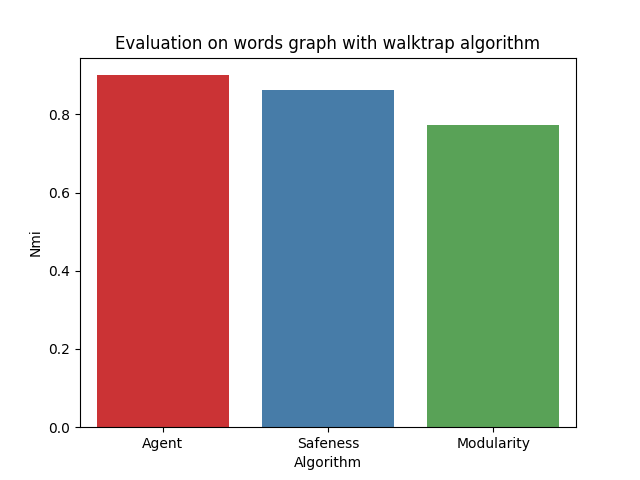 Evaluation on words graph with walktrap algorithm
0.8
0.6
0.4
0.2
0.0
Nmi
Agent Safeness Modularity
Algorithm